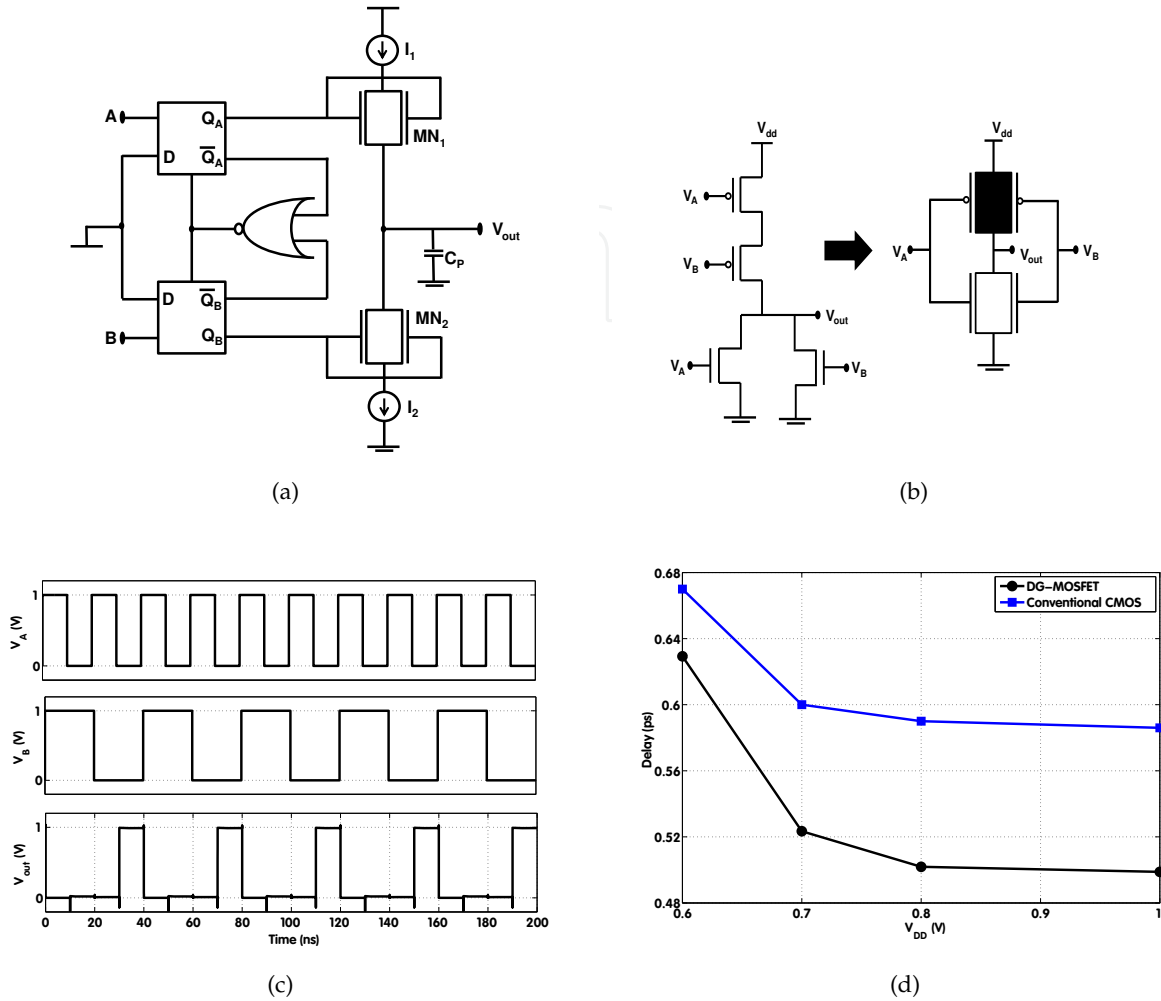 I1
A
QA
D
Q̅A
MN1
Vout
CP
D
Q̅B
MN2
B
QB
I2
(a)
Vdd
VA
VB
Vout
VA
VB
Vdd
VA
Vout
VB
(b)
VA (V)
1
0
VB (V)
1
0
Vout (V)
1
0
0 20 40 60 80 100 120 140 160 180 200
Time (ns)
(c)
DG–MOSFET
Conventional CMOS
Delay (ps)
0.68
0.64
0.6
0.56
0.52
0.48
0.6 0.7 0.8 0.9 1
VDD (V)
(d)